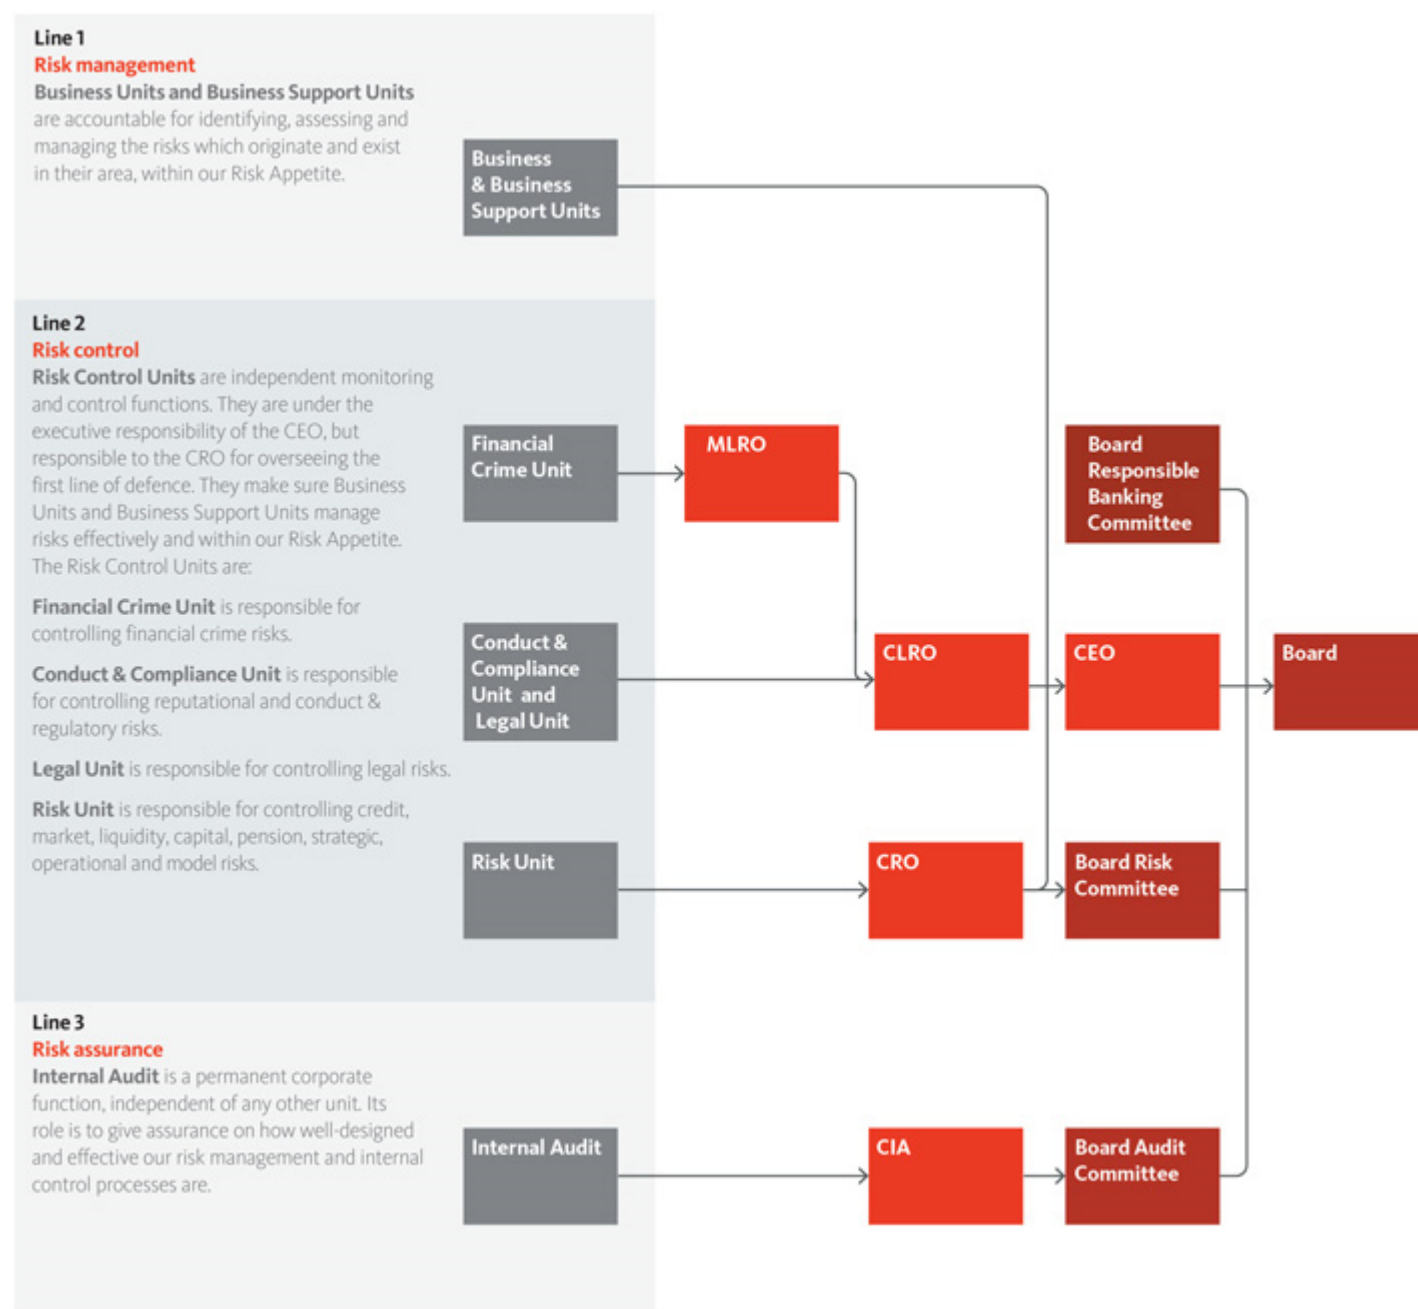 Line 1
Risk management
Business Units and Business Support Units
are accountable for identifying, assessing and
managing the risks which originate and exist
in their area, within our Risk Appetite.
Business
& Business
Support Units
Line 2
Risk control
Risk Control Units are independent monitoring
and control functions. They are under the
executive responsibility of the CEO, but
responsible to the CRO for overseeing the
first line of defence. They make sure Business
Units and Business Support Units manage
risks effectively and within our Risk Appetite.
The Risk Control Units are:
Financial Crime Unit is responsible for
controlling financial crime risks.
Conduct & Compliance Unit is responsible
for controlling reputational and conduct &
regulatory risks.
Legal Unit is responsible for controlling legal risks.
Risk Unit is responsible for controlling credit,
market, liquidity, capital, pension, strategic,
operational and model risks.
Financial
Crime Unit
MLRO
Board
Responsible
Banking
Committee
Conduct &
Compliance
Unit and
Legal Unit
CLRO
CEO
Board
Risk Unit
CRO
Board Risk
Committee
Line 3
Risk assurance
Internal Audit is a permanent corporate
function, independent of any other unit. Its
role is to give assurance on how well-designed
and effective our risk management and internal
control processes are.
Internal Audit
CIA
Board Audit
Committee